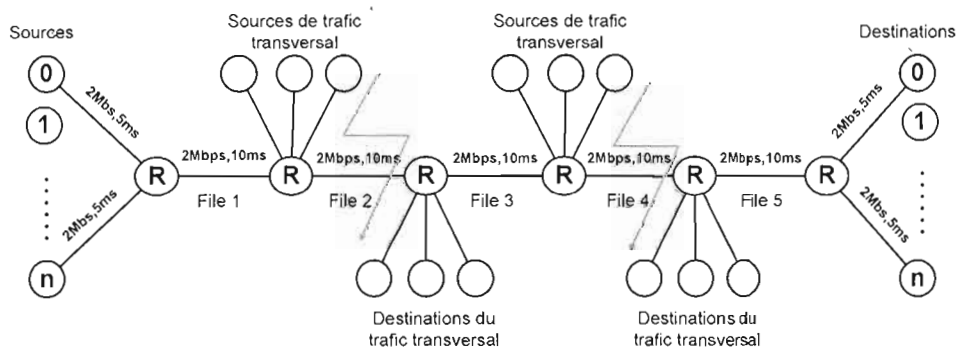 Sources de trafic
transversal
Sources de trafic
transversal
Sources
Destinations
0
1
n
2Mbs,5ms
2Mbs,5ms
R
2Mbps,10ms
File 1
R
2Mbps,10ms
File 2
R
2Mbps,10ms
File 3
R
2Mbps,10ms
File 4
R
2Mbps,10ms
File 5
R
2Mbs,5ms
2Mbs,5ms
0
1
n
Destinations du
trafic transversal
Destinations du
trafic transversal